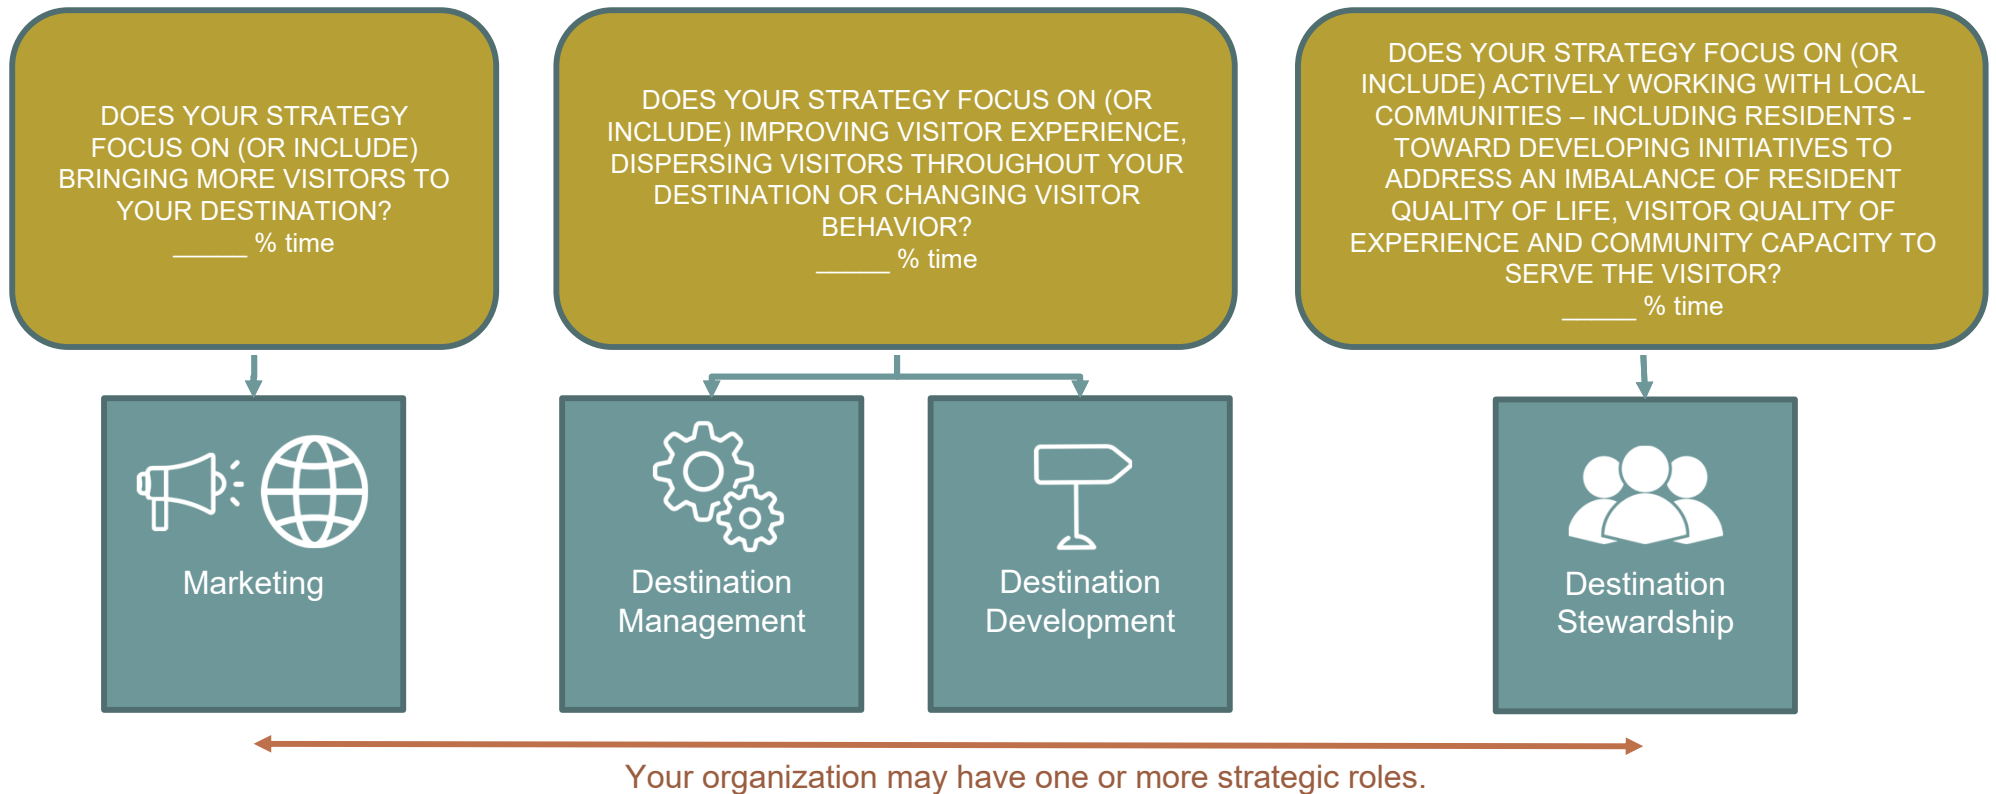 DOES YOUR STRATEGY
FOCUS ON (OR INCLUDE)
BRINGING MORE VISITORS TO
YOUR DESTINATION?
_____ % time
DOES YOUR STRATEGY FOCUS ON (OR
INCLUDE) IMPROVING VISITOR EXPERIENCE,
DISPERSING VISITORS THROUGHOUT YOUR
DESTINATION OR CHANGING VISITOR
BEHAVIOR?
_____ % time
DOES YOUR STRATEGY FOCUS ON (OR
INCLUDE) ACTIVELY WORKING WITH LOCAL
COMMUNITIES – INCLUDING RESIDENTS -
TOWARD DEVELOPING INITIATIVES TO
ADDRESS AN IMBALANCE OF RESIDENT
QUALITY OF LIFE, VISITOR QUALITY OF
EXPERIENCE AND COMMUNITY CAPACITY TO
SERVE THE VISITOR?
_____ % time
Marketing
Destination
Management
Destination
Development
Destination
Stewardship
Your organization may have one or more strategic roles.